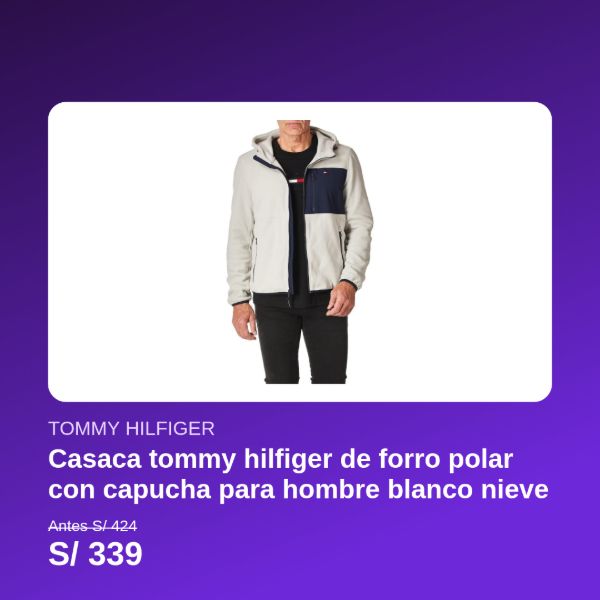 TOMMY HILFIGER
Casaca tommy hilfiger de forro polar
con capucha para hombre blanco nieve
Antes S/ 424
S/ 339